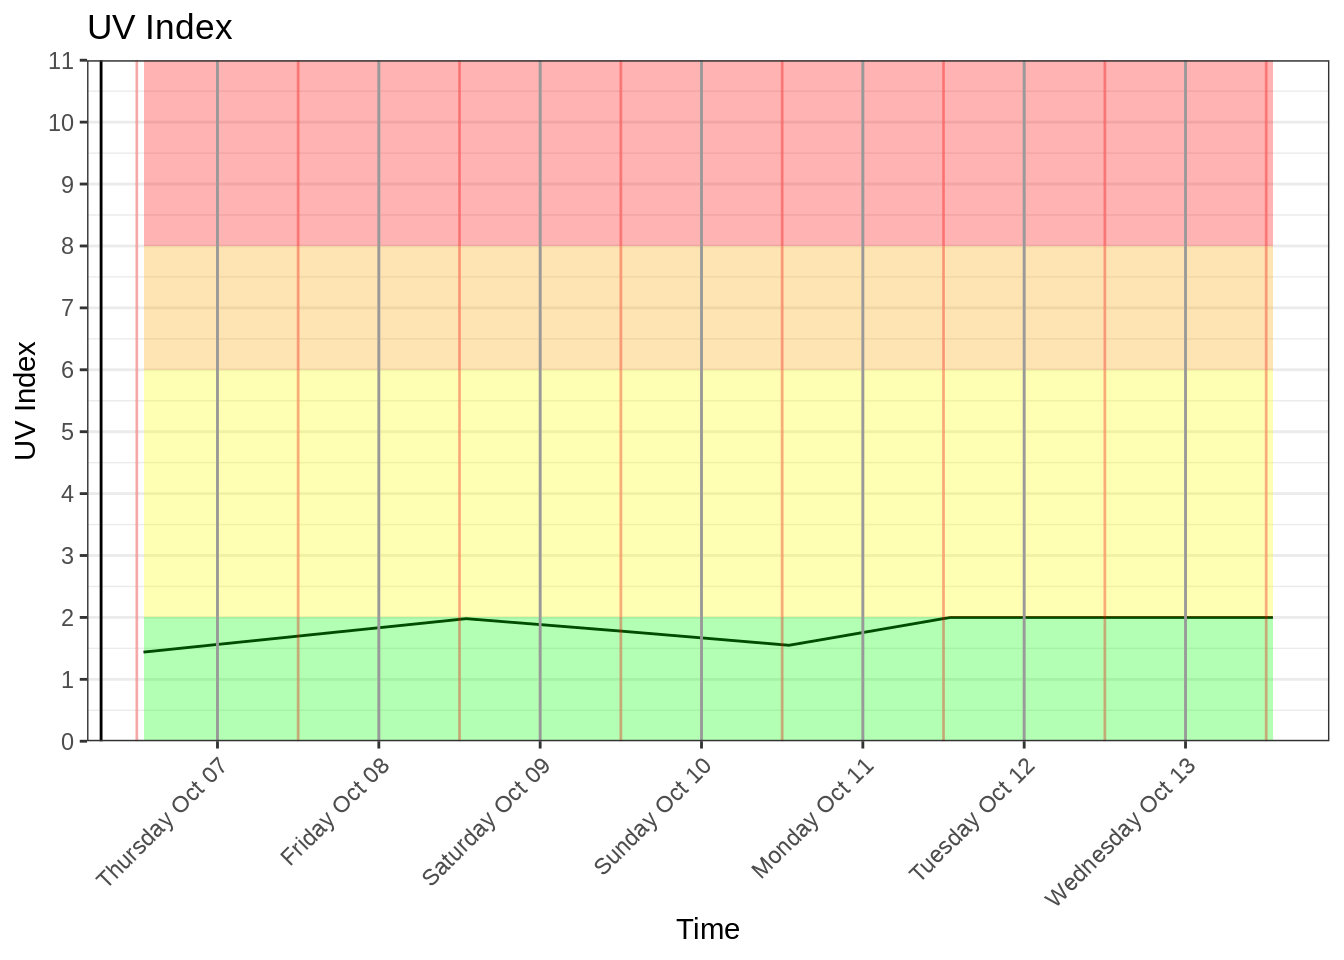 UV Index
11
10
9
8
7
6
5
4
3
2
1
0
UV Index
Thursday Oct 07
Friday Oct 08
Saturday Oct 09
Sunday Oct 10
Monday Oct 11
Tuesday Oct 12
Wednesday Oct 13
Time